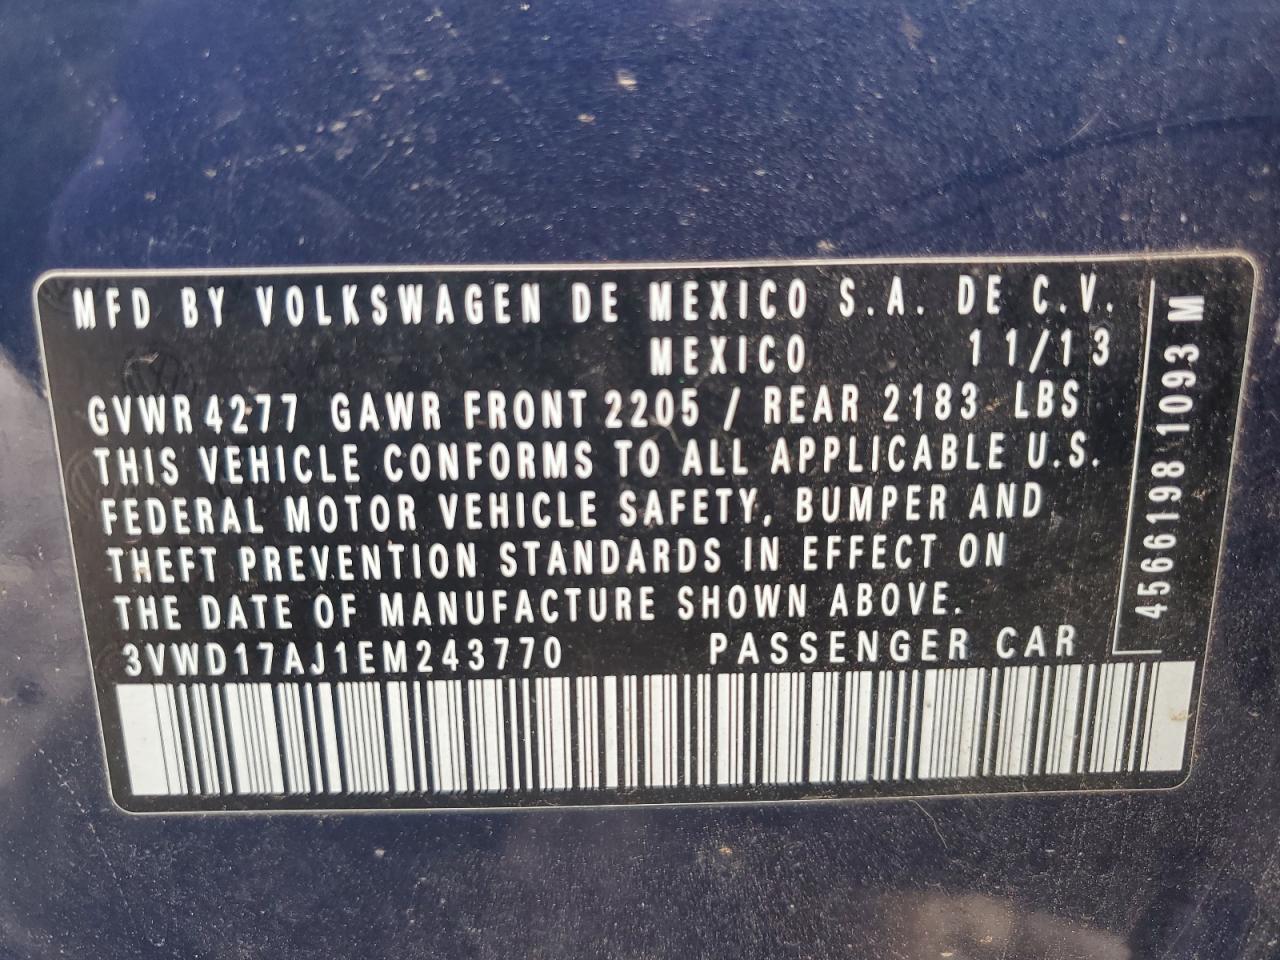 MFD BY VOLKSWAGEN DE MEXICO S.A. DE C.V.
MEXICO 11/13
GVWR 4277 GAWR FRONT 2205 / REAR 2183 LBS
THIS VEHICLE CONFORMS TO ALL APPLICABLE U.S.
FEDERAL MOTOR VEHICLE SAFETY, BUMPER AND
THEFT PREVENTION STANDARDS IN EFFECT ON
THE DATE OF MANUFACTURE SHOWN ABOVE.
3VWD17AJ1EM243770 PASSENGER CAR
4566198 1093 M